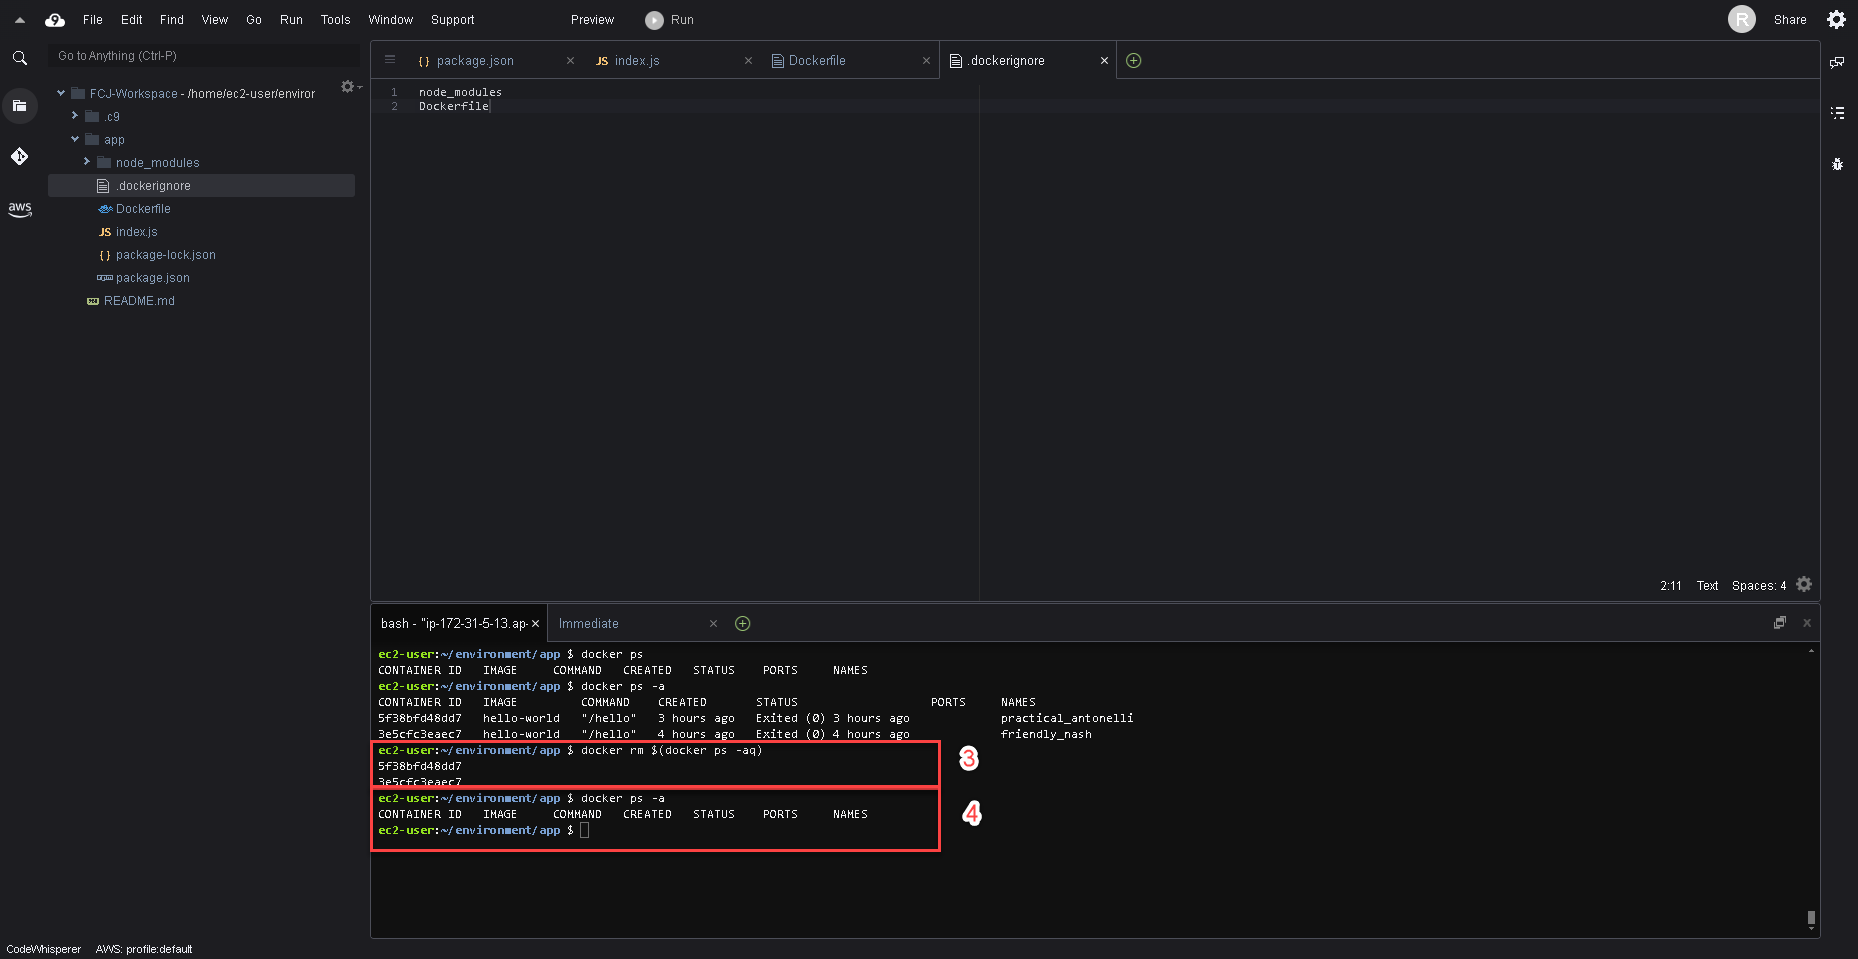 9 File Edit Find View Go Run Tools Window Support Preview Run R Share
Go to Anything (Ctrl-P)
{ } package.json JS index.js Dockerfile .dockerignore
FCJ-Workspace - /home/ec2-user/enviror
.c9
app
node_modules
.dockerignore
Dockerfile
JS index.js
{ } package-lock.json
package.json
README.md
aws
1 node_modules
2 Dockerfile
2:11 Text Spaces: 4
bash - "ip-172-31-5-13.ap- Immediate
ec2-user:~/environment/app $ docker ps
CONTAINER ID IMAGE COMMAND CREATED STATUS PORTS NAMES
ec2-user:~/environment/app $ docker ps -a
CONTAINER ID IMAGE COMMAND CREATED STATUS PORTS NAMES
5f38bfd48dd7 hello-world "/hello" 3 hours ago Exited (0) 3 hours ago practical_antonelli
3e5cfc3eaec7 hello-world "/hello" 4 hours ago Exited (0) 4 hours ago friendly_nash
ec2-user:~/environment/app $ docker rm $(docker ps -aq)
5f38bfd48dd7
3e5cfc3eaec7
3
ec2-user:~/environment/app $ docker ps -a
CONTAINER ID IMAGE COMMAND CREATED STATUS PORTS NAMES
ec2-user:~/environment/app $
4
CodeWhisperer AWS: profile:default